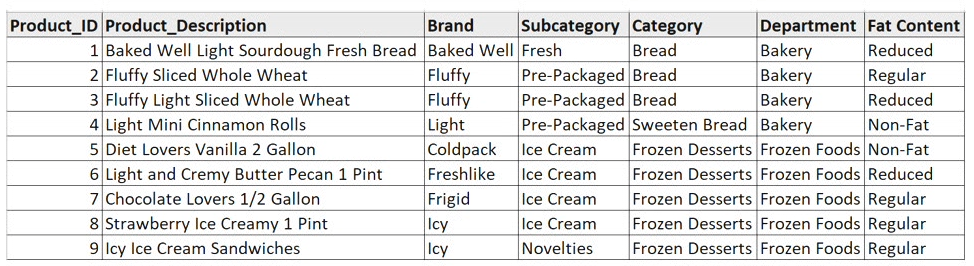 Product_ID Product_Description Brand Subcategory Category Department Fat Content
1 Baked Well Light Sourdough Fresh Bread Baked Well Fresh Bread Bakery Reduced
2 Fluffy Sliced Whole Wheat Fluffy Pre-Packaged Bread Bakery Regular
3 Fluffy Light Sliced Whole Wheat Fluffy Pre-Packaged Bread Bakery Reduced
4 Light Mini Cinnamon Rolls Light Pre-Packaged Sweeten Bread Bakery Non-Fat
5 Diet Lovers Vanilla 2 Gallon Coldpack Ice Cream Frozen Desserts Frozen Foods Non-Fat
6 Light and Cremy Butter Pecan 1 Pint Freshlike Ice Cream Frozen Desserts Frozen Foods Reduced
7 Chocolate Lovers 1/2 Gallon Frigid Ice Cream Frozen Desserts Frozen Foods Regular
8 Strawberry Ice Creamy 1 Pint Icy Ice Cream Frozen Desserts Frozen Foods Regular
9 Icy Ice Cream Sandwiches Icy Novelties Frozen Desserts Frozen Foods Regular